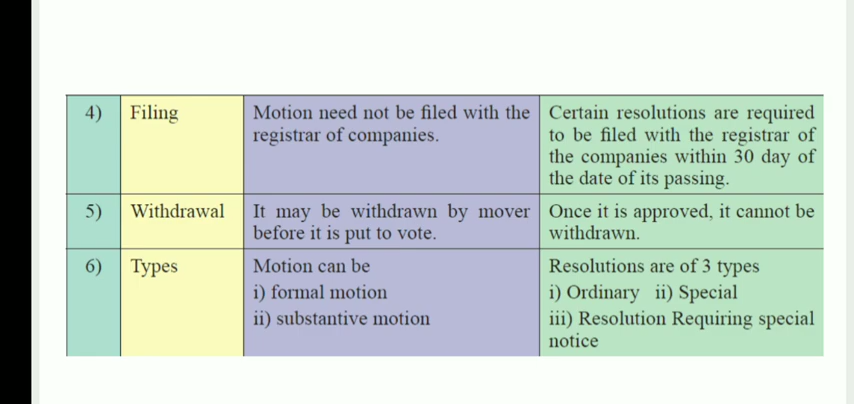 4) Filing Motion need not be filed with the Certain resolutions are required
registrar of companies. to be filed with the registrar of
the companies within 30 day of
the date of its passing.
5) Withdrawal It may be withdrawn by mover Once it is approved, it cannot be
before it is put to vote. withdrawn.
6) Types Motion can be Resolutions are of 3 types
i) formal motion i) Ordinary ii) Special
ii) substantive motion iii) Resolution Requiring special
notice